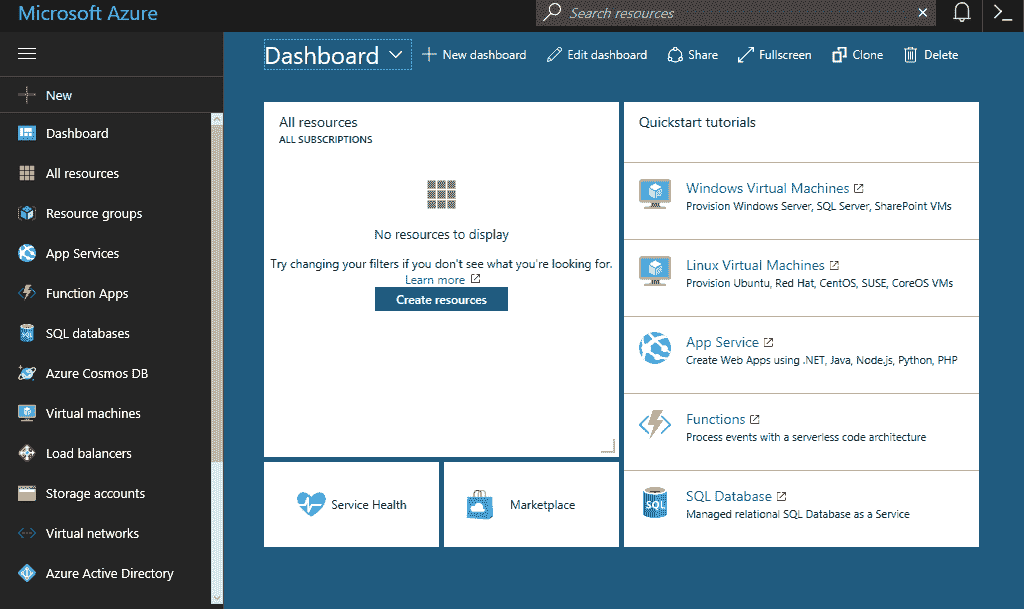 Microsoft Azure
Search resources
New
Dashboard
All resources
Resource groups
App Services
Function Apps
SQL databases
Azure Cosmos DB
Virtual machines
Load balancers
Storage accounts
Virtual networks
Azure Active Directory
Dashboard
New dashboard
Edit dashboard
Share
Fullscreen
Clone
Delete
All resources
ALL SUBSCRIPTIONS
No resources to display
Try changing your filters if you don't see what you're looking for.
Learn more
Create resources
Service Health
Marketplace
Quickstart tutorials
Windows Virtual Machines
Provision Windows Server, SQL Server, SharePoint VMs
Linux Virtual Machines
Provision Ubuntu, Red Hat, CentOS, SUSE, CoreOS VMs
App Service
Create Web Apps using .NET, Java, Node.js, Python, PHP
Functions
Process events with a serverless code architecture
SQL
SQL Database
Managed relational SQL Database as a Service